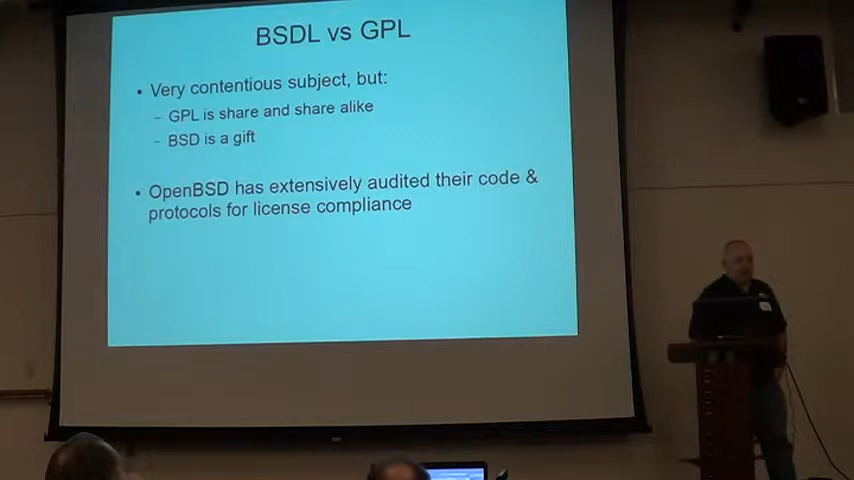 BSDL vs GPL
• Very contentious subject, but:
– GPL is share and share alike
– BSD is a gift
• OpenBSD has extensively audited their code &
protocols for license compliance